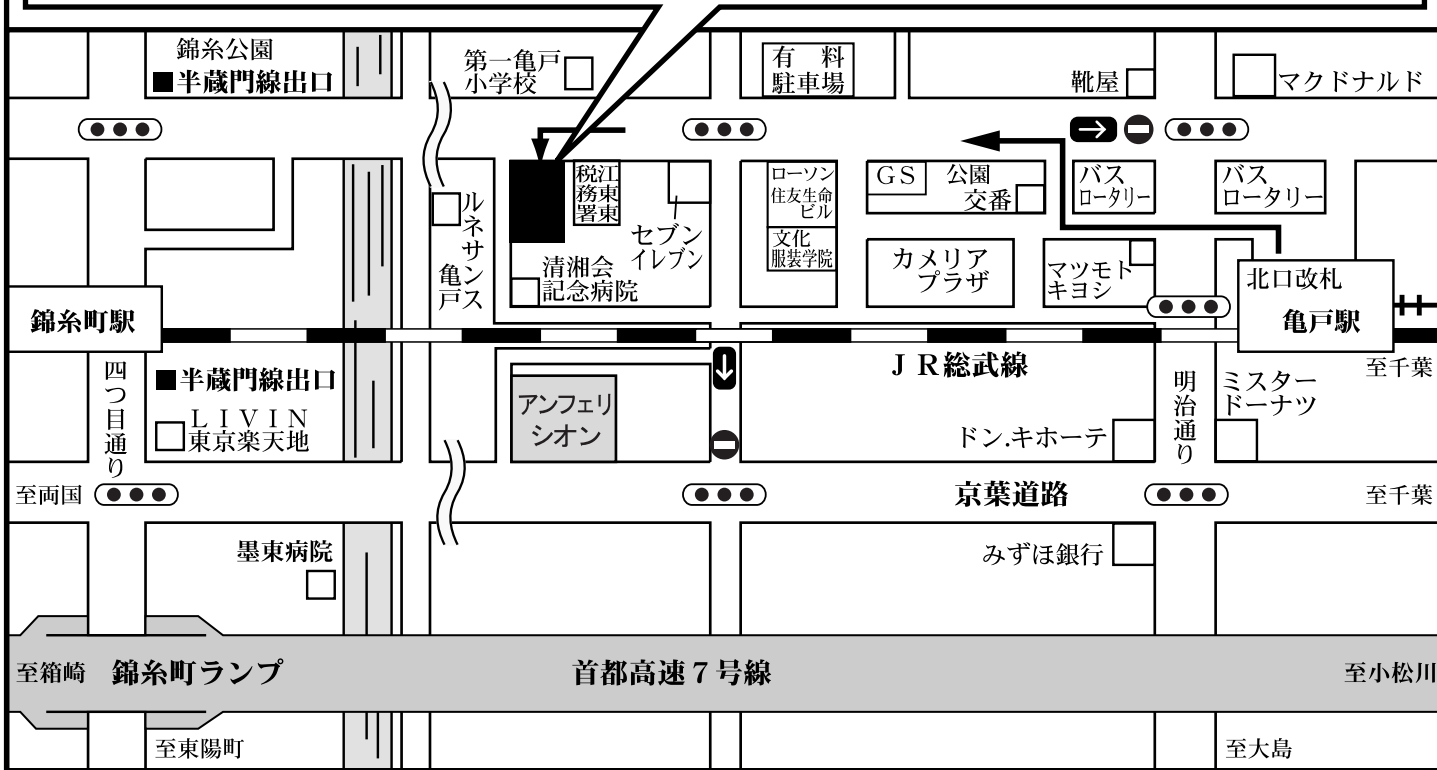 錦糸公園
■半蔵門線出口
第一亀戸
小学校
有 料
駐車場
靴屋
マクドナルド
税務署
江東東
ルネサンス
亀戸
セブン
イレブン
清湘会
記念病院
ローソン
住友生命
ビル
文化
服装学院
GS
公園
交番
バス
ロータリー
バス
ロータリー
カメリア
プラザ
マツモト
キヨシ
北口改札
亀戸駅
錦糸町駅
JR総武線
至千葉
四つ目通り
■半蔵門線出口
LIVIN
東京楽天地
アンフェリ
シオン
ドン.キホーテ
明治通り
ミスター
ドーナツ
至両国
京葉道路
至千葉
墨東病院
みずほ銀行
至箱崎
錦糸町ランプ
首都高速7号線
至小松川
至東陽町
至大島